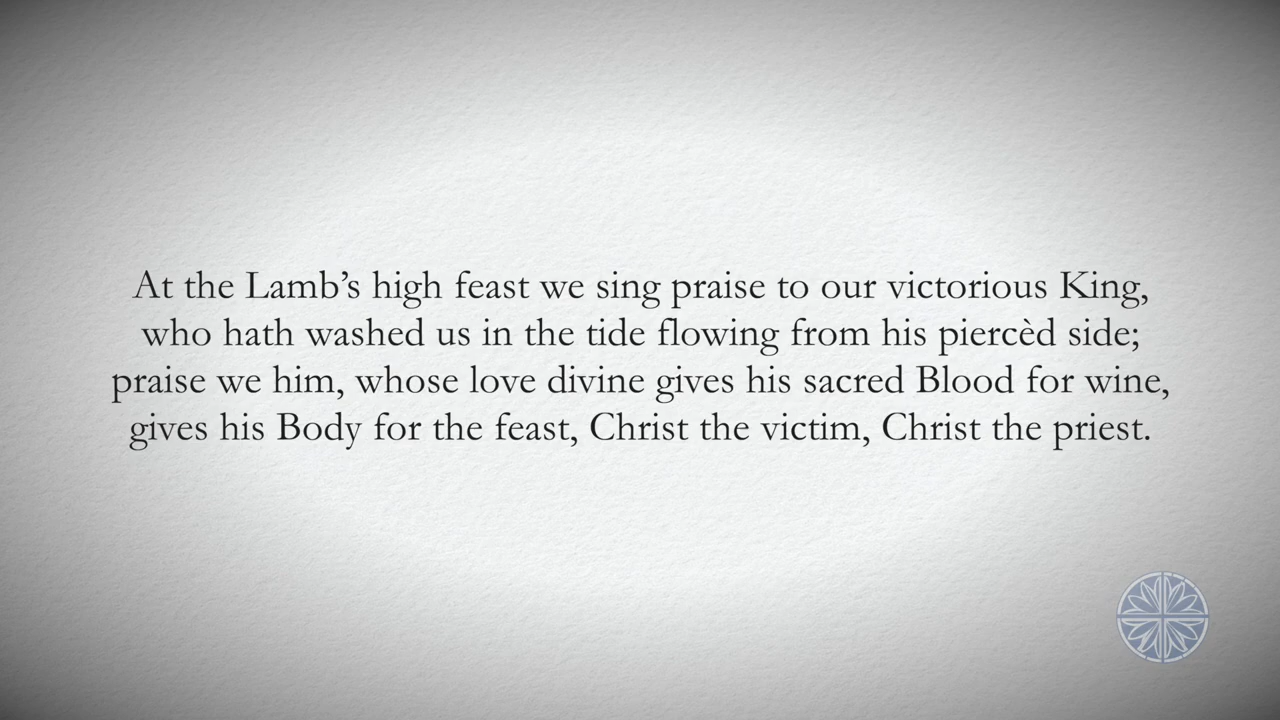 At the Lamb’s high feast we sing praise to our victorious King,
who hath washed us in the tide flowing from his piercèd side;
praise we him, whose love divine gives his sacred Blood for wine,
gives his Body for the feast, Christ the victim, Christ the priest.